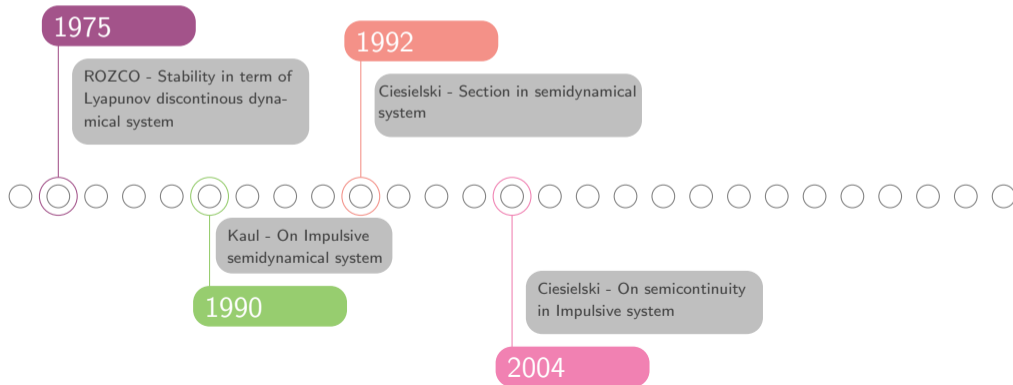 1975
ROZCO - Stability in term of
Lyapunov discontinous dyna-
mical system
1992
Ciesielski - Section in semidynamical
system
Kaul - On Impulsive
semidynamical system
1990
Ciesielski - On semicontinuity
in Impulsive system
2004